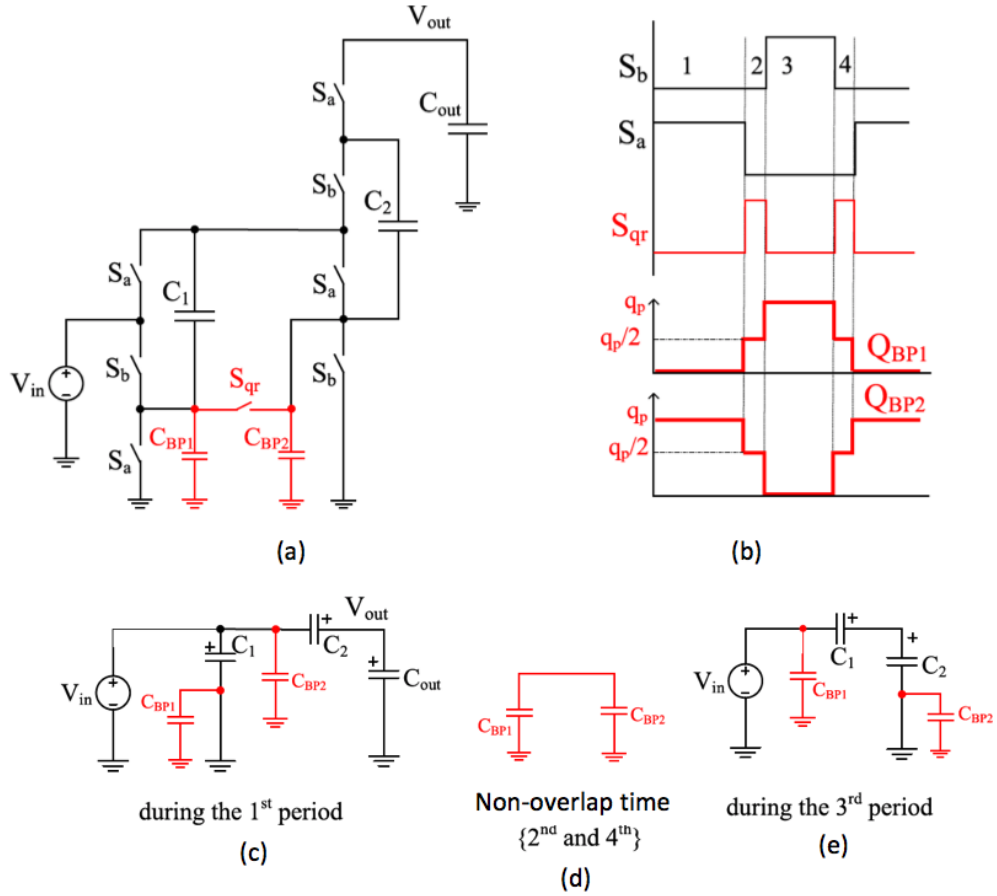 V_out
S_a
C_out
S_b
C_2
S_a
C_1
S_a
V_in
S_b
S_qr
S_b
C_BP1
C_BP2
S_a
(a)
S_b
1
2
3
4
S_a
S_qr
q_p
q_p/2
Q_BP1
Q_BP2
q_p
q_p/2
(b)
V_out
C_1
C_2
V_in
C_BP1
C_BP2
C_out
during the 1st period
(c)
C_BP1
C_BP2
Non-overlap time
{2nd and 4th}
(d)
C_1
C_2
V_in
C_BP1
C_BP2
during the 3rd period
(e)